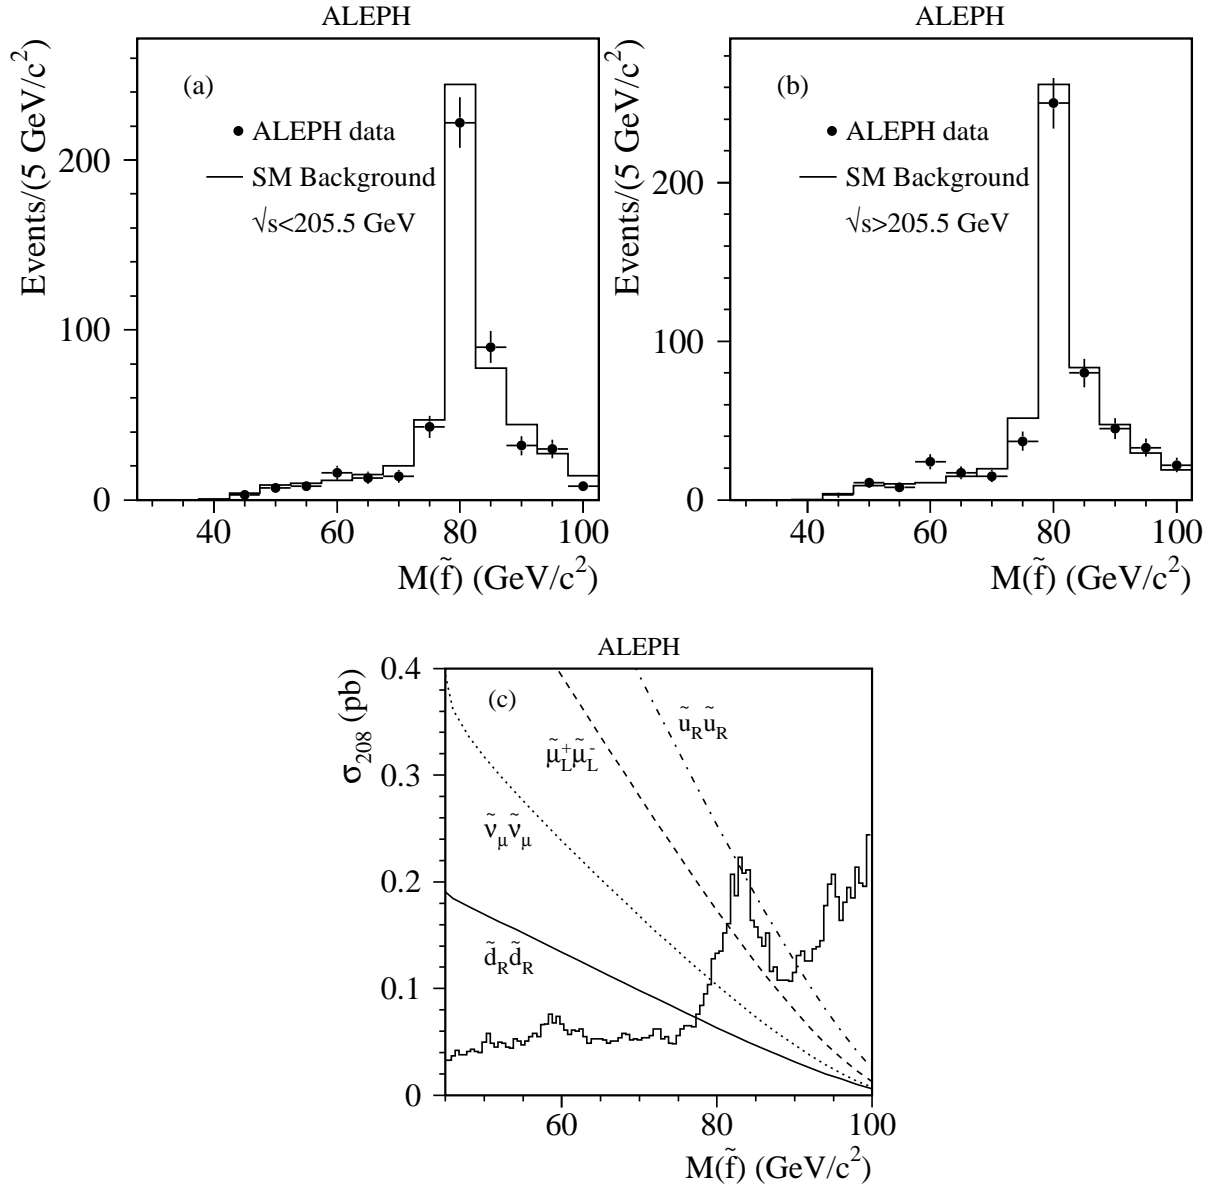 ALEPH
Events/(5 GeV/c²)
(a)
ALEPH data
SM Background
√s<205.5 GeV
0
100
200
40
60
80
100
M(f̃) (GeV/c²)
ALEPH
Events/(5 GeV/c²)
(b)
ALEPH data
SM Background
√s>205.5 GeV
0
100
200
40
60
80
100
M(f̃) (GeV/c²)
ALEPH
σ₂₀₈ (pb)
(c)
ũ_R ũ_R
μ̃_L⁺ μ̃_L⁻
ν̃_μ ν̃_μ
d̃_R d̃_R
0.4
0.3
0.2
0.1
0
60
80
100
M(f̃) (GeV/c²)